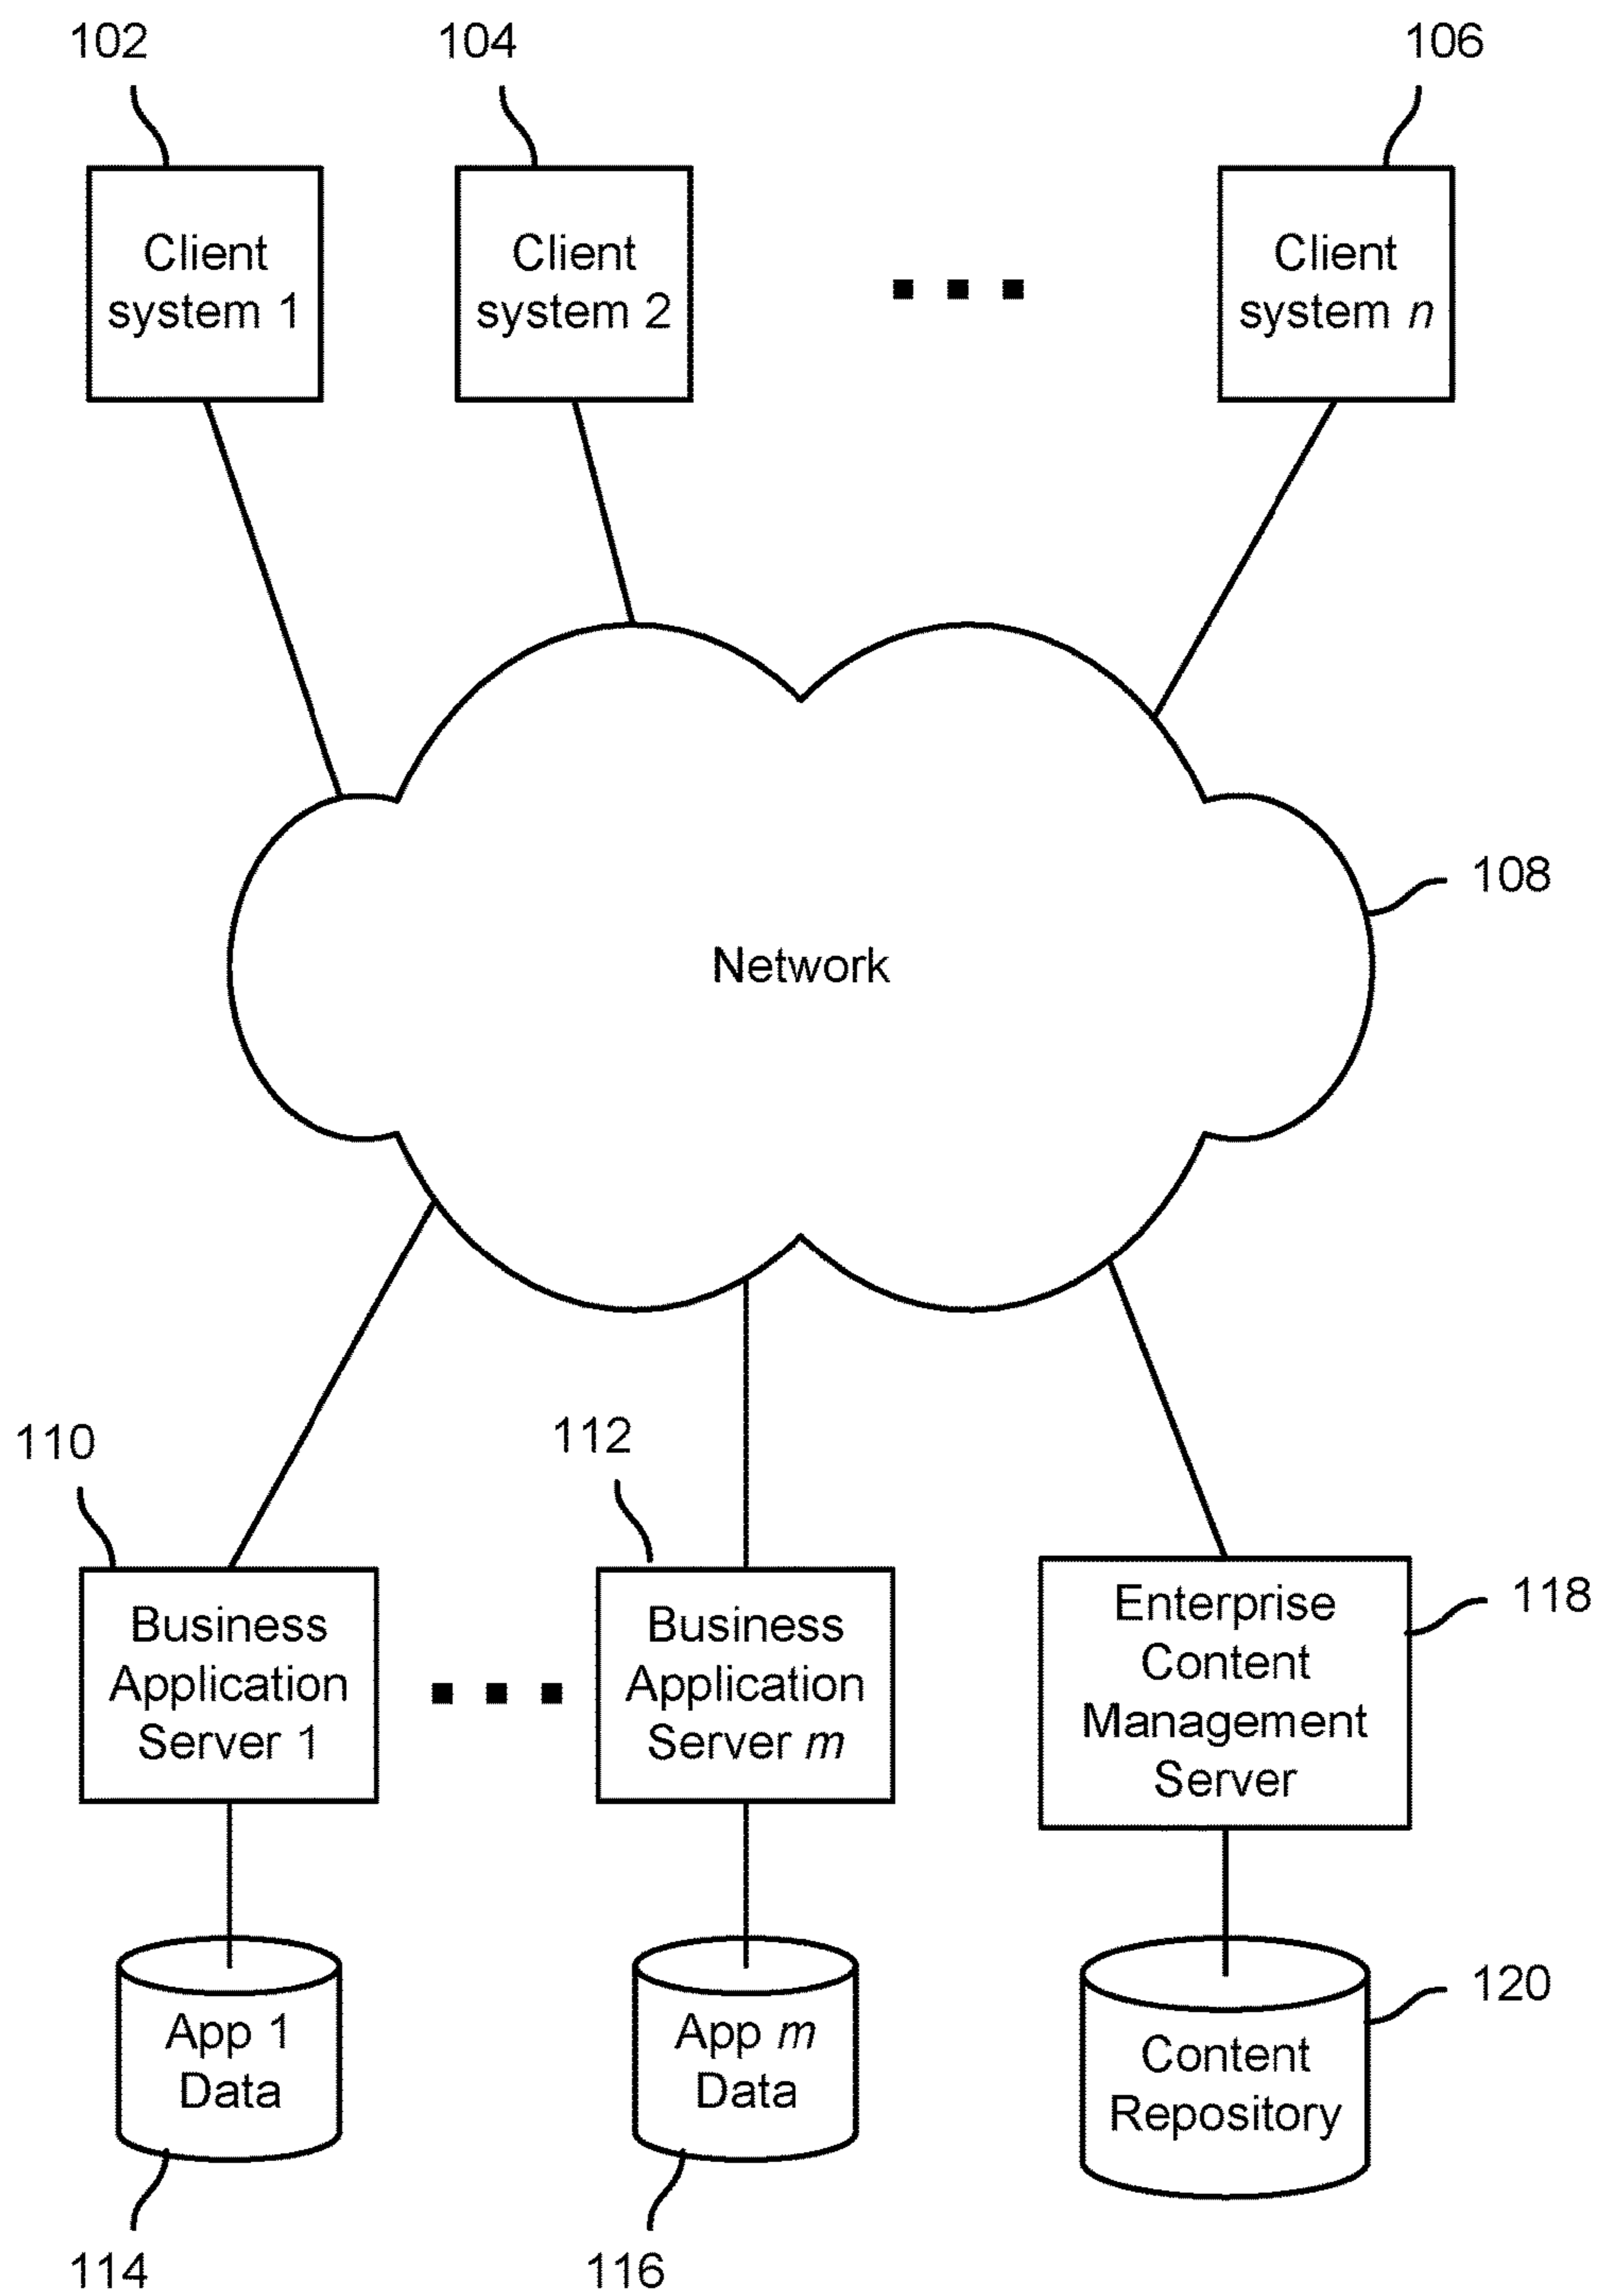 102
104
106
Client
system 1
Client
system 2
Client
system n
108
Network
110
112
118
Business
Application
Server 1
Business
Application
Server m
Enterprise
Content
Management
Server
120
App 1
Data
App m
Data
Content
Repository
114
116